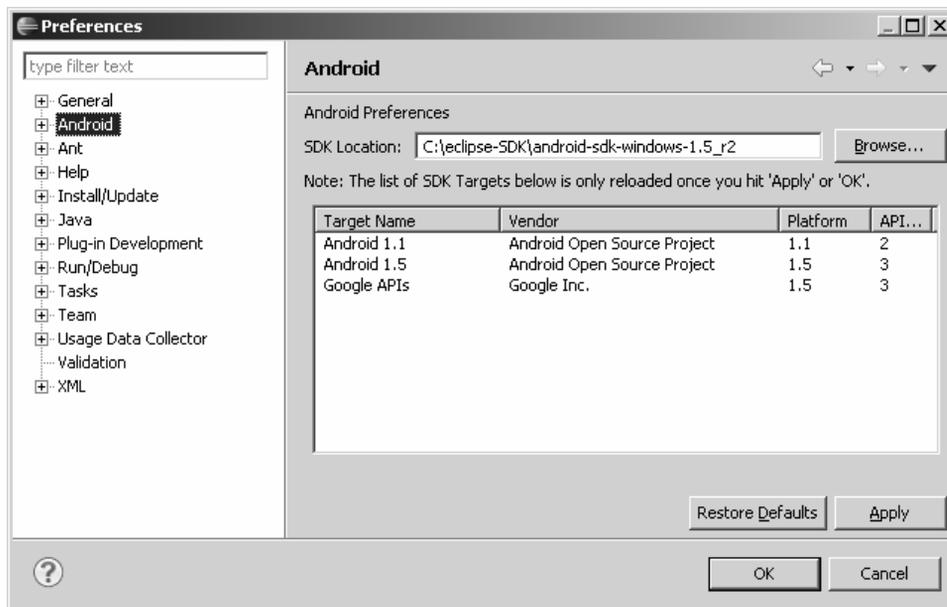 Preferences
type filter text
General
Android
Ant
Help
Install/Update
Java
Plug-in Development
Run/Debug
Tasks
Team
Usage Data Collector
Validation
XML
Android
Android Preferences
SDK Location: C:\eclipse-SDK\android-sdk-windows-1.5_r2 Browse...
Note: The list of SDK Targets below is only reloaded once you hit 'Apply' or 'OK'.
Target Name Vendor Platform API...
Android 1.1 Android Open Source Project 1.1 2
Android 1.5 Android Open Source Project 1.5 3
Google APIs Google Inc. 1.5 3
Restore Defaults Apply
? OK Cancel